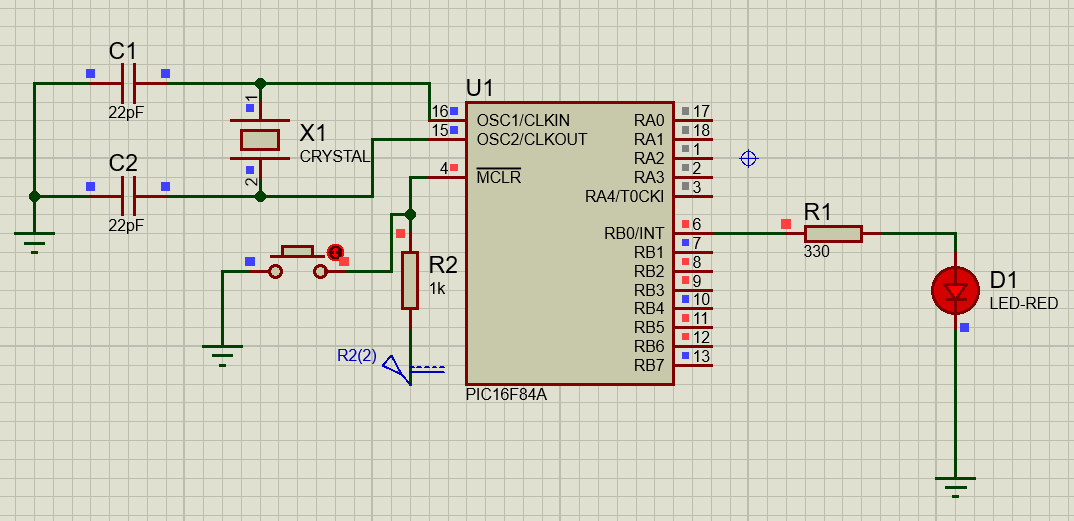 C1
22pF
1
X1
CRYSTAL
2
C2
22pF
U1
16 OSC1/CLKIN
15 OSC2/CLKOUT
4 MCLR
RA0 17
RA1 18
RA2 1
RA3 2
RA4/T0CKI 3
RB0/INT 6
RB1 7
RB2 8
RB3 9
RB4 10
RB5 11
RB6 12
RB7 13
PIC16F84A
R2
1k
R2(2)
R1
330
D1
LED-RED